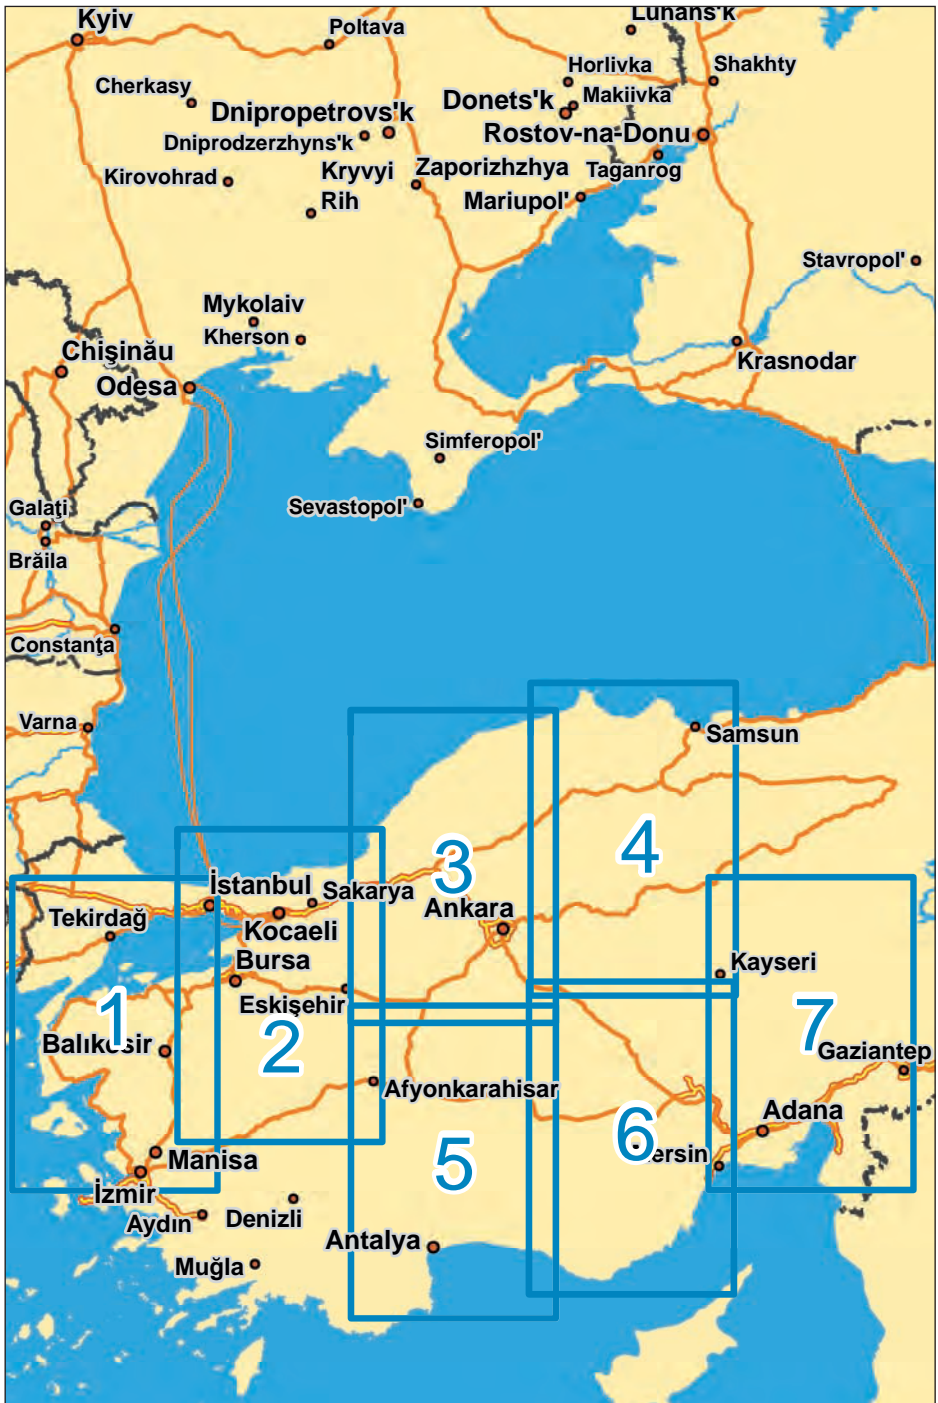 Kyiv
Poltava
Luhans'k
Cherkasy
Horlivka
Shakhty
Dnipropetrovs'k
Donets'k
Makiivka
Dniprodzerzhyns'k
Rostov-na-Donu
Kirovohrad
Kryvyi
Rih
Zaporizhzhya
Taganrog
Mariupol'
Stavropol'
Mykolaiv
Kherson
Chişinău
Odesa
Krasnodar
Simferopol'
Sevastopol'
Galaţi
Brăila
Constanţa
Varna
Samsun
3
4
İstanbul
Sakarya
Tekirdağ
Kocaeli
Ankara
Bursa
Kayseri
Eskişehir
1
2
7
Balıkesir
Gaziantep
Afyonkarahisar
Adana
5
6
Mersin
Manisa
İzmir
Aydın
Denizli
Antalya
Muğla